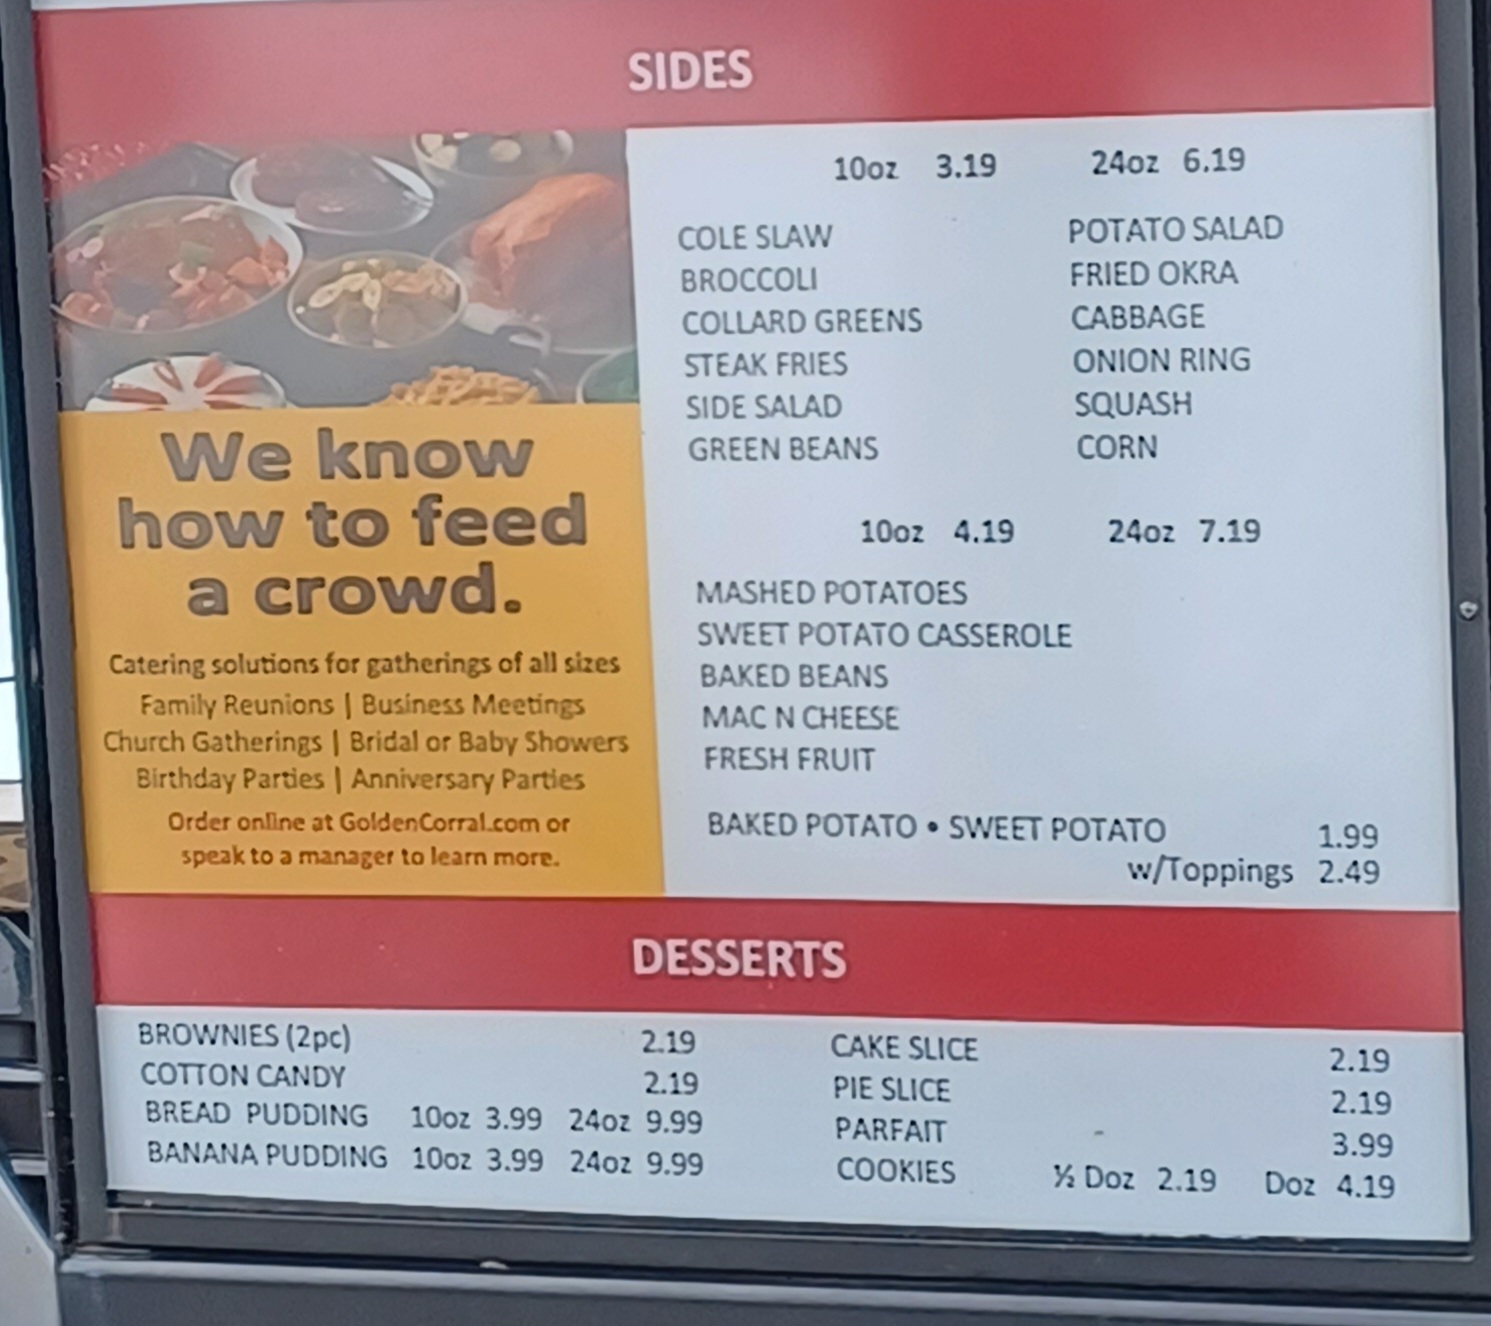 SIDES
10oz 3.19 24oz 6.19
COLE SLAW POTATO SALAD
BROCCOLI FRIED OKRA
COLLARD GREENS CABBAGE
STEAK FRIES ONION RING
SIDE SALAD SQUASH
GREEN BEANS CORN
10oz 4.19 24oz 7.19
MASHED POTATOES
SWEET POTATO CASSEROLE
BAKED BEANS
MAC N CHEESE
FRESH FRUIT
BAKED POTATO • SWEET POTATO 1.99
w/Toppings 2.49
We know
how to feed
a crowd.
Catering solutions for gatherings of all sizes
Family Reunions | Business Meetings
Church Gatherings | Bridal or Baby Showers
Birthday Parties | Anniversary Parties
Order online at GoldenCorral.com or
speak to a manager to learn more.
DESSERTS
BROWNIES (2pc) 2.19
COTTON CANDY 2.19
BREAD PUDDING 10oz 3.99 24oz 9.99
BANANA PUDDING 10oz 3.99 24oz 9.99
CAKE SLICE 2.19
PIE SLICE 2.19
PARFAIT - 3.99
COOKIES ½ Doz 2.19 Doz 4.19